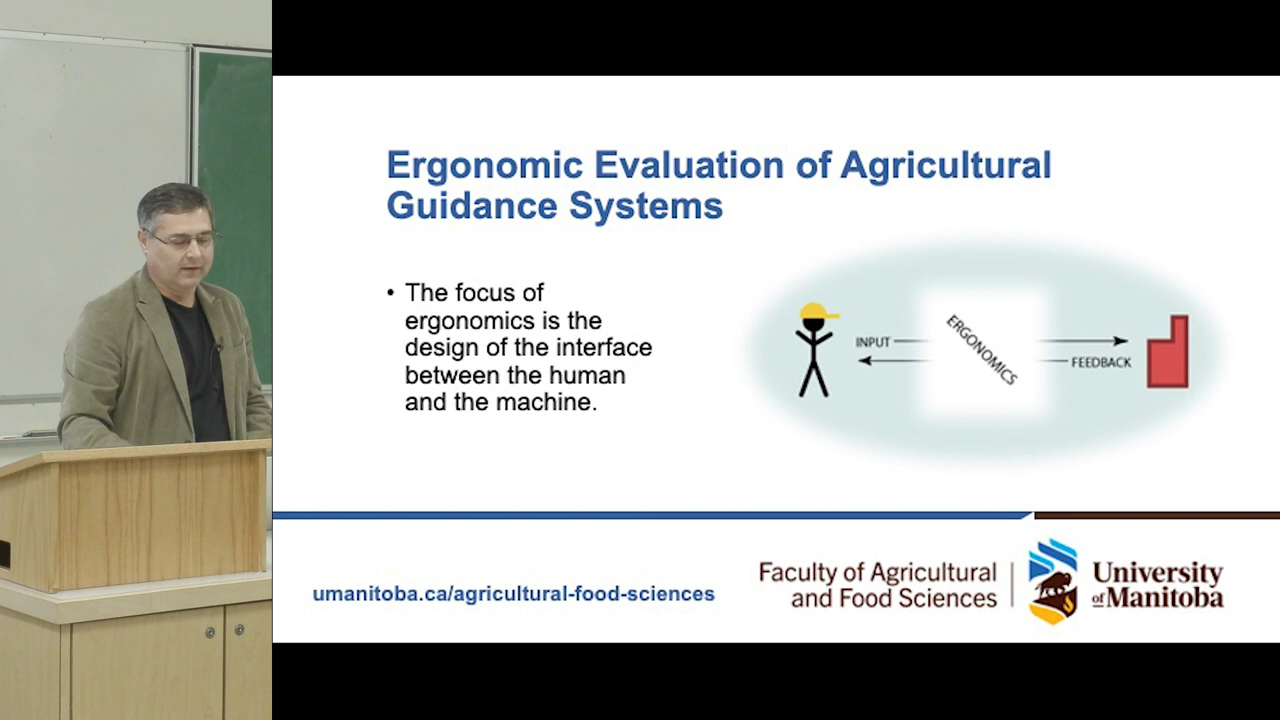 Ergonomic Evaluation of Agricultural
Guidance Systems
• The focus of
ergonomics is the
design of the interface
between the human
and the machine.
INPUT
ERGONOMICS
FEEDBACK
umanitoba.ca/agricultural-food-sciences
Faculty of Agricultural
and Food Sciences
University
of Manitoba